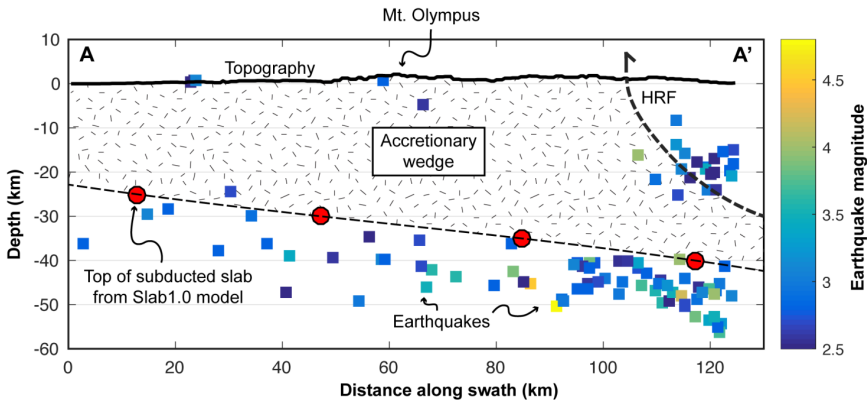 Mt. Olympus
A
A’
Topography
HRF
Accretionary
wedge
Top of subducted slab
from Slab1.0 model
Earthquakes
10
0
-10
-20
-30
-40
-50
-60
Depth (km)
0
20
40
60
80
100
120
Distance along swath (km)
4.5
4
3.5
3
2.5
Earthquake magnitude